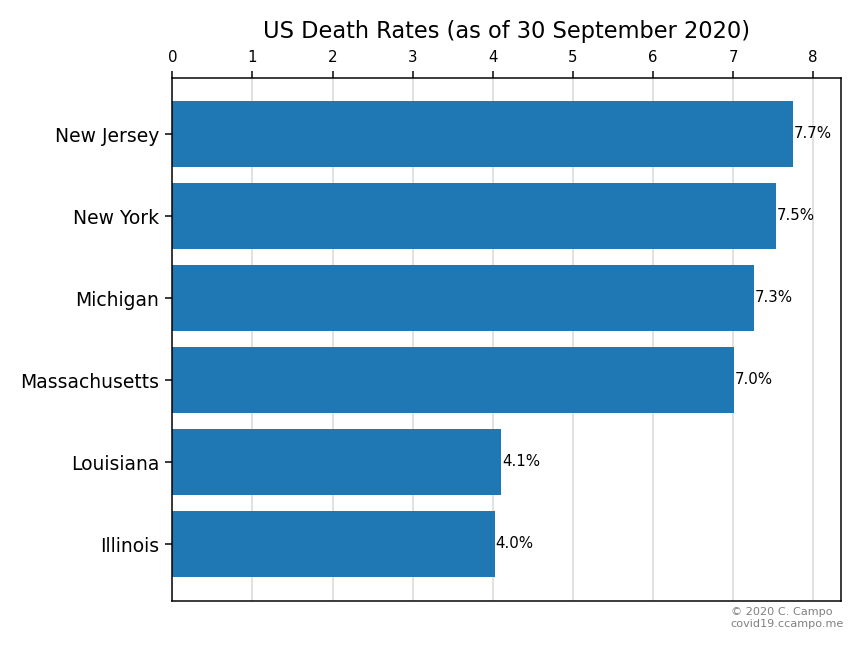 US Death Rates (as of 30 September 2020)
0 1 2 3 4 5 6 7 8
New Jersey 7.7%
New York 7.5%
Michigan 7.3%
Massachusetts 7.0%
Louisiana 4.1%
Illinois 4.0%
© 2020 C. Campo
covid19.ccampo.me